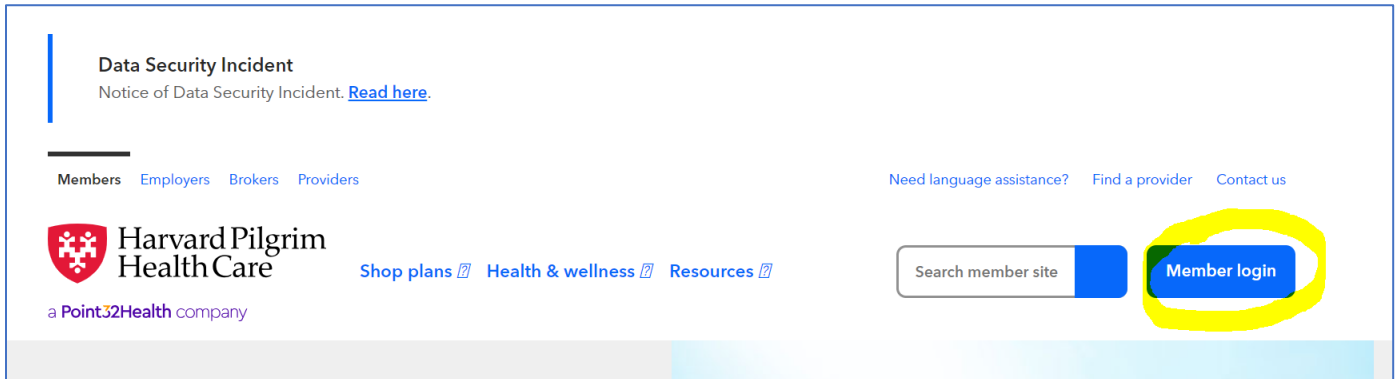 Data Security Incident
Notice of Data Security Incident. Read here.
Members Employers Brokers Providers
Need language assistance? Find a provider Contact us
Harvard Pilgrim
Health Care
a Point32Health company
Shop plans Health & wellness Resources
Search member site
Member login